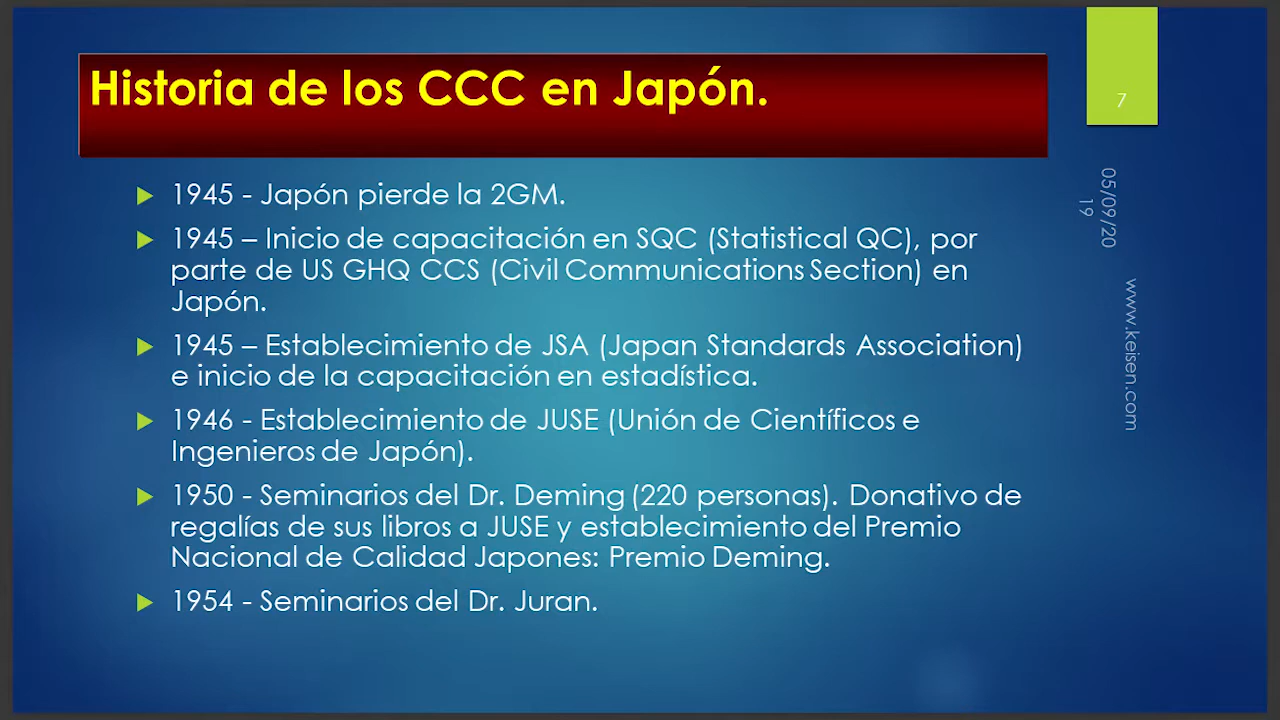 Historia de los CCC en Japón.
7
1945 - Japón pierde la 2GM.
1945 – Inicio de capacitación en SQC (Statistical QC), por
parte de US GHQ CCS (Civil Communications Section) en
Japón.
1945 – Establecimiento de JSA (Japan Standards Association)
e inicio de la capacitación en estadística.
1946 - Establecimiento de JUSE (Unión de Científicos e
Ingenieros de Japón).
1950 - Seminarios del Dr. Deming (220 personas). Donativo de
regalías de sus libros a JUSE y establecimiento del Premio
Nacional de Calidad Japones: Premio Deming.
1954 - Seminarios del Dr. Juran.
05/09/20
19
www.keisen.com